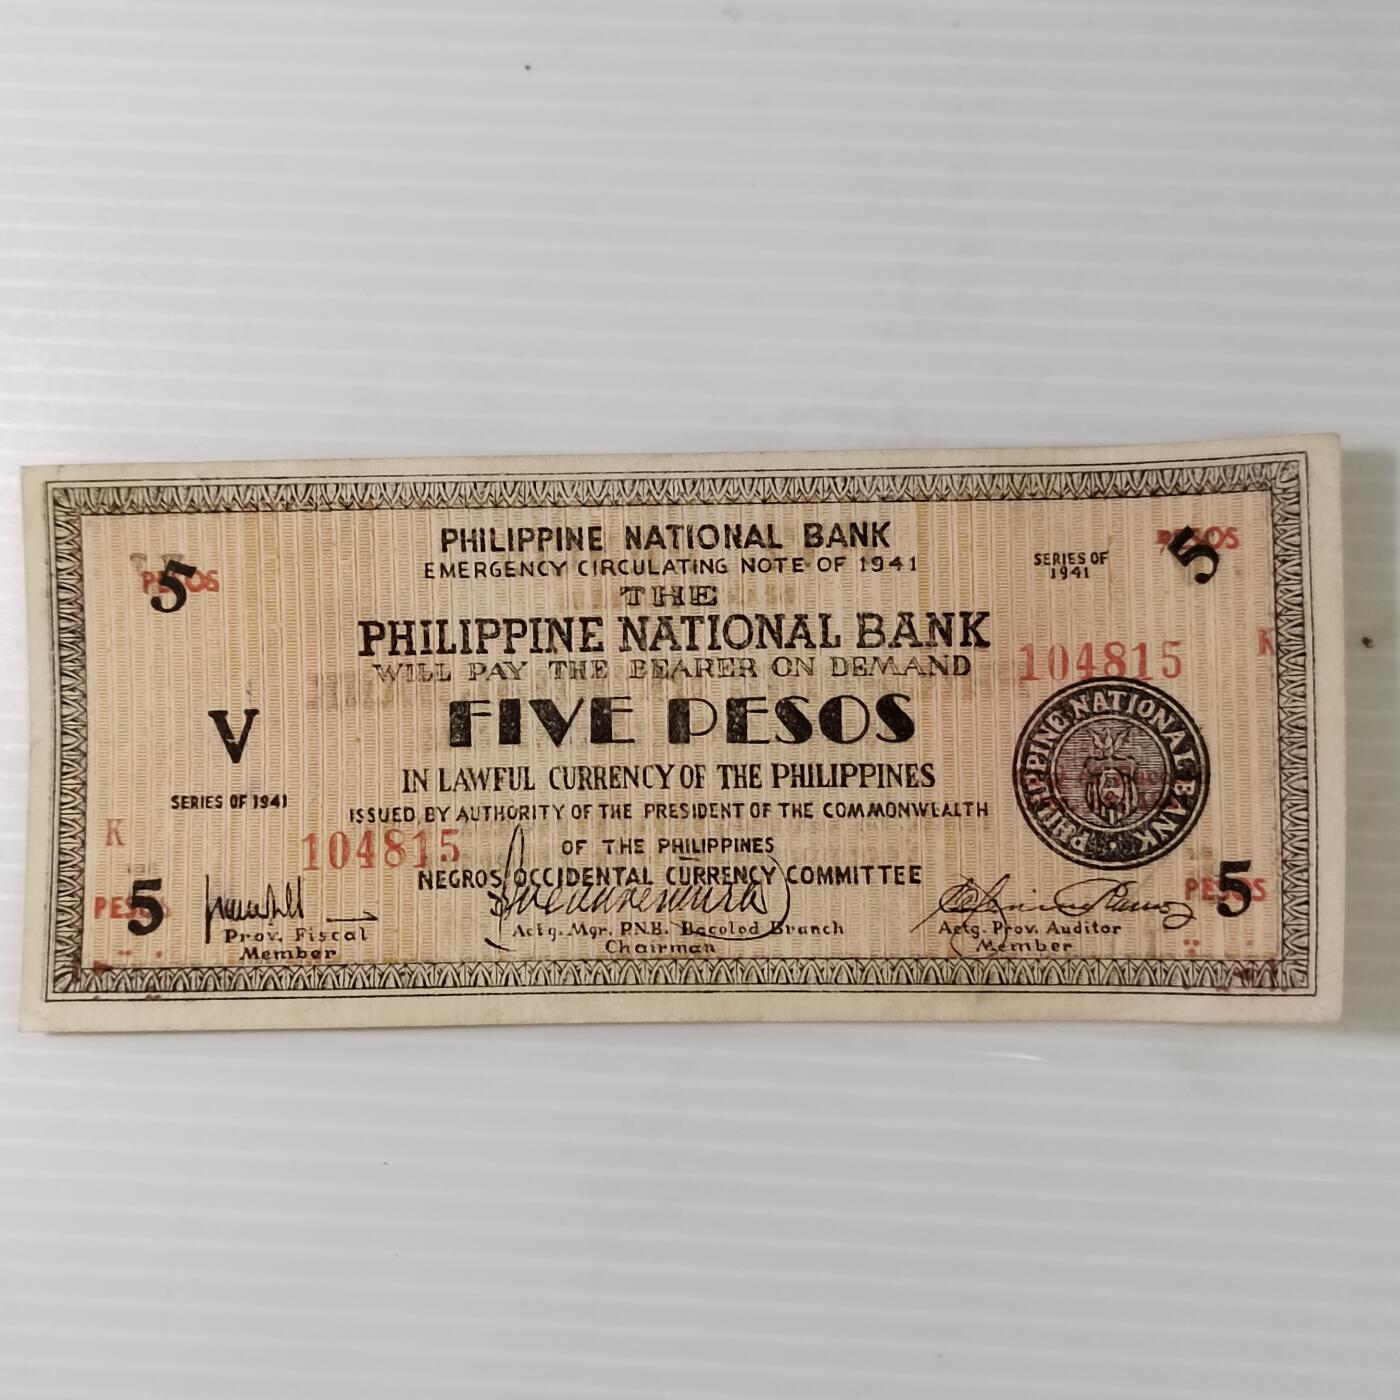 PHILIPPINE NATIONAL BANK
EMERGENCY CIRCULATING NOTE OF 1941
THE
PHILIPPINE NATIONAL BANK
WILL PAY THE BEARER ON DEMAND
FIVE PESOS
IN LAWFUL CURRENCY OF THE PHILIPPINES
ISSUED BY AUTHORITY OF THE PRESIDENT OF THE COMMONWEALTH
OF THE PHILIPPINES
NEGROS OCCIDENTAL CURRENCY COMMITTEE
5 PESOS
PESOS 5
SERIES OF
1941
K
104815
V
SERIES OF 1941
PHILIPPINE NATIONAL BANK
K
104815
PESOS 5
PESOS 5
Prov. Fiscal
Member
Actg. Mgr. P.N.B. Bacolod Branch
Chairman
Actg. Prov. Auditor
Member